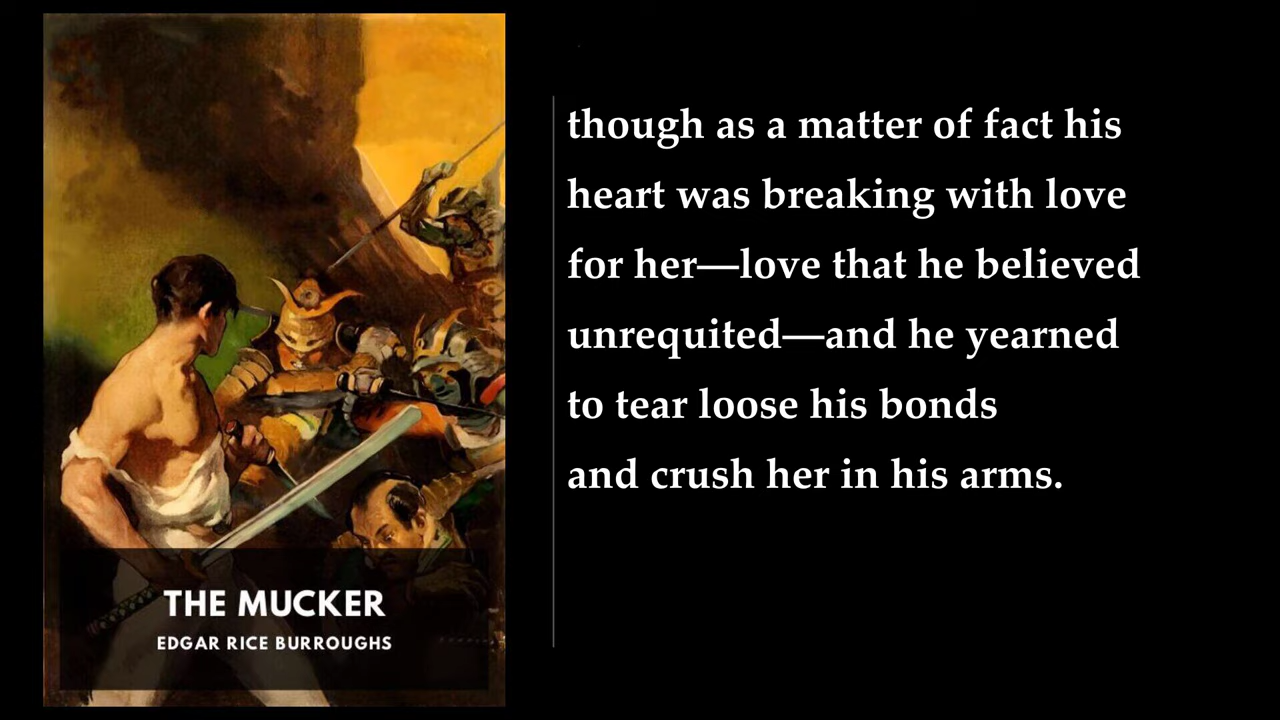 though as a matter of fact his
heart was breaking with love
for her—love that he believed
unrequited—and he yearned
to tear loose his bonds
and crush her in his arms.
THE MUCKER
EDGAR RICE BURROUGHS